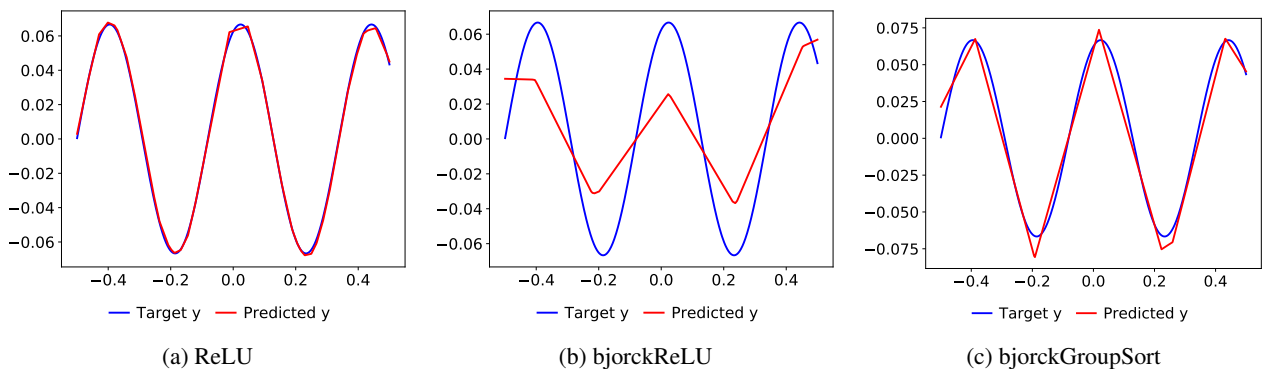 0.06
0.04
0.02
0.00
−0.02
−0.04
−0.06
−0.4 −0.2 0.0 0.2 0.4
Target y Predicted y
(a) ReLU
0.06
0.04
0.02
0.00
−0.02
−0.04
−0.06
−0.4 −0.2 0.0 0.2 0.4
Target y Predicted y
(b) bjorckReLU
0.075
0.050
0.025
0.000
−0.025
−0.050
−0.075
−0.4 −0.2 0.0 0.2 0.4
Target y Predicted y
(c) bjorckGroupSort